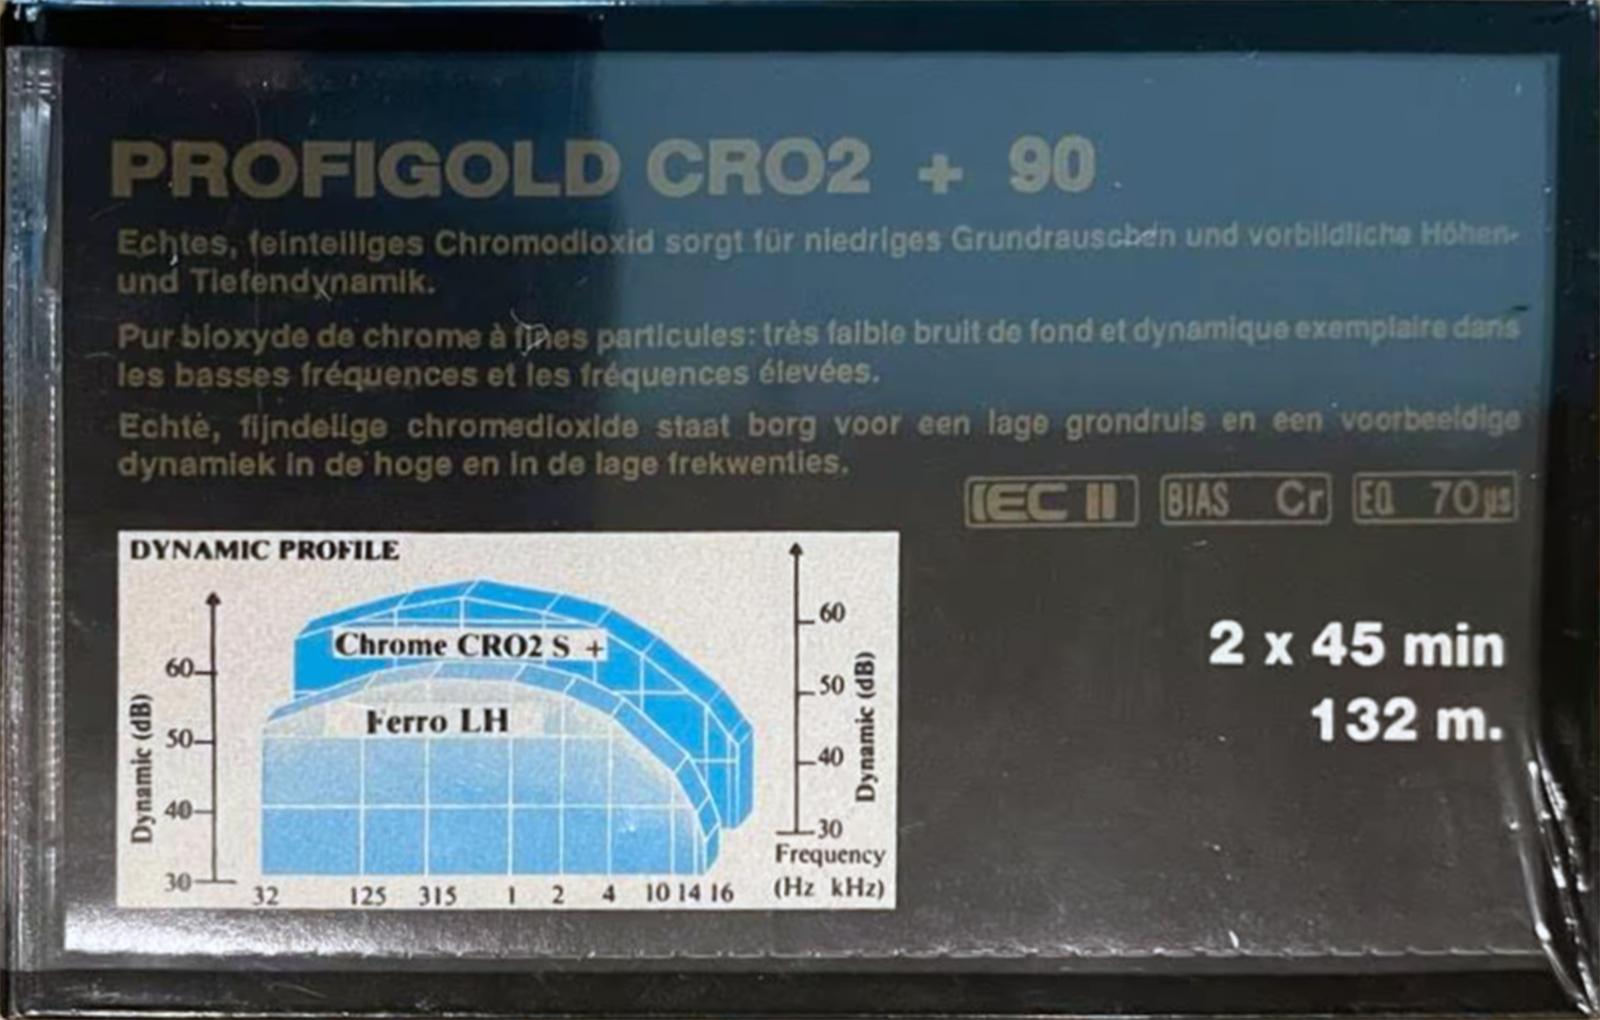 PROFIGOLD CRO2 + 90
Echtes, feinteiliges Chromodioxid sorgt für niedriges Grundrauschen und vorbildliche Höhen-
und Tiefendynamik.
Pur bioxyde de chrome à fines particules: très faible bruit de fond et dynamique exemplaire dans
les basses fréquences et les fréquences élevées.
Echte, fijndelige chromedioxide staat borg voor een lage grondruis en een voorbeeldige
dynamiek in de hoge en in de lage frekwenties.
IEC II BIAS Cr EQ 70µs
DYNAMIC PROFILE
Chrome CRO2 S +
Ferro LH
Dynamic (dB)
60
50
40
30
32 125 315 1 2 4 10 14 16
60
50
40
30
Dynamic (dB)
Frequency
(Hz kHz)
2 x 45 min
132 m.